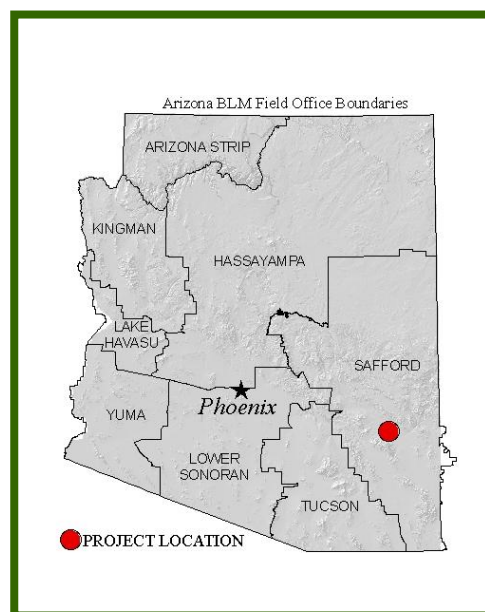 Arizona BLM Field Office Boundaries
ARIZONA STRIP
KINGMAN
HASSAYAMPA
LAKE
HAVASU
SAFFORD
YUMA
Phoenix
LOWER
SONORAN
TUCSON
PROJECT LOCATION